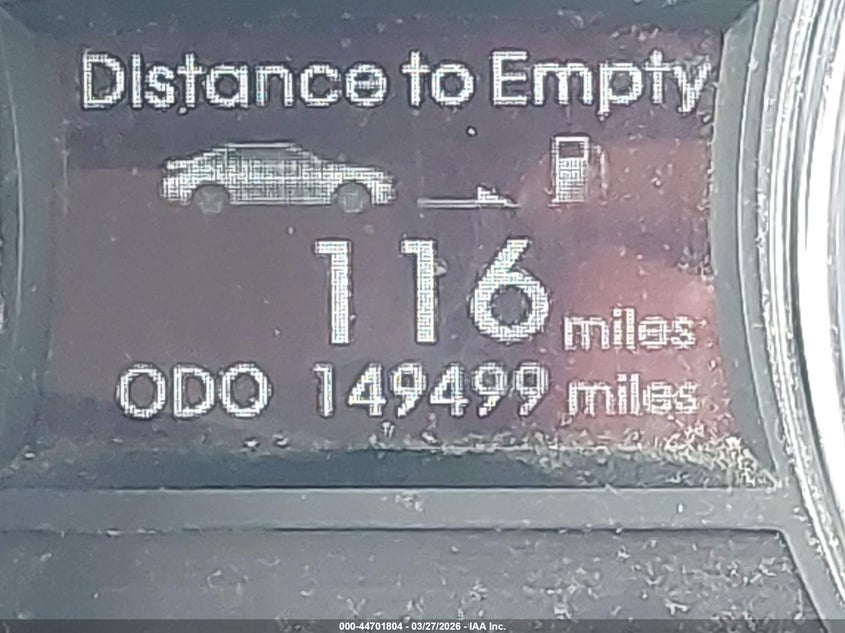 Distance to Empty
116 miles
ODO 149499 miles
000-44701804 - 03/27/2026 - IAA Inc.